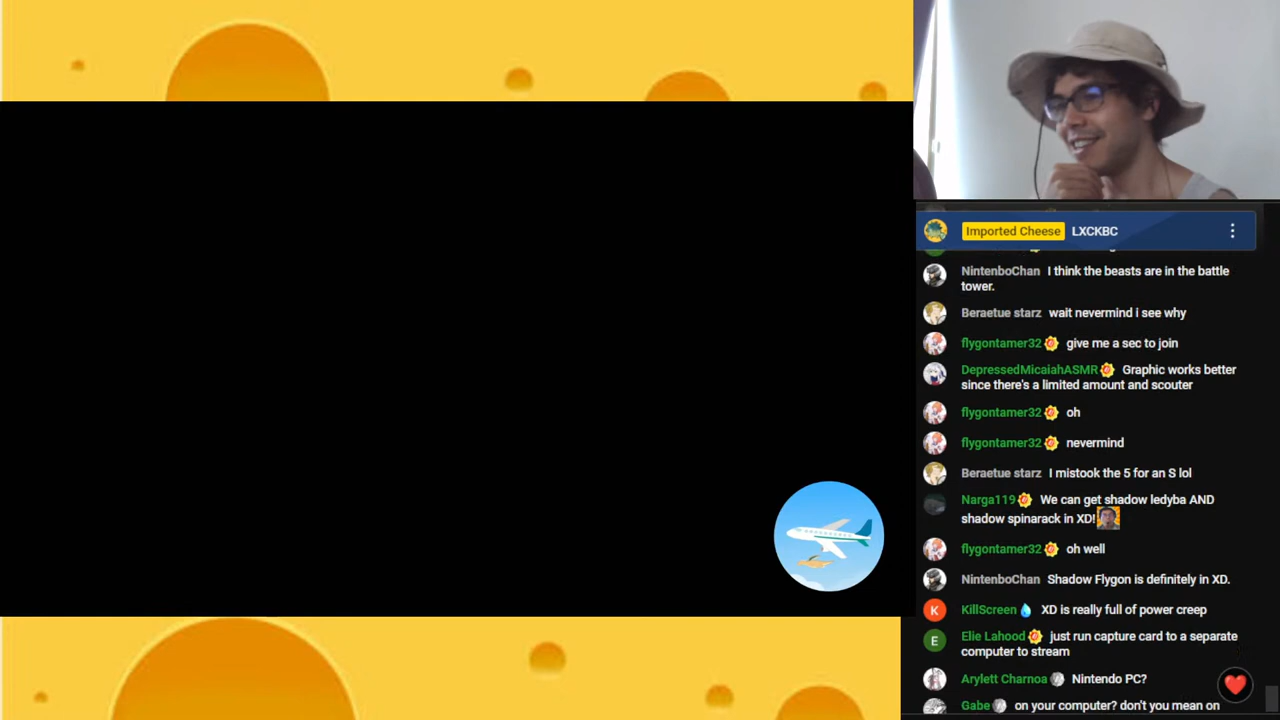 Imported Cheese LXCKBC
NintenboChan I think the beasts are in the battle
tower.
Beraetue starz wait nevermind i see why
flygontamer32 give me a sec to join
DepressedMicaiahASMR Graphic works better
since there's a limited amount and scouter
flygontamer32 oh
flygontamer32 nevermind
Beraetue starz I mistook the 5 for an S lol
Narga119 We can get shadow ledyba AND
shadow spinarack in XD!
flygontamer32 oh well
NintenboChan Shadow Flygon is definitely in XD.
K KillScreen XD is really full of power creep
E Elie Lahood just run capture card to a separate
computer to stream
Arylett Charnoa Nintendo PC?
Gabe on your computer? don't you mean on